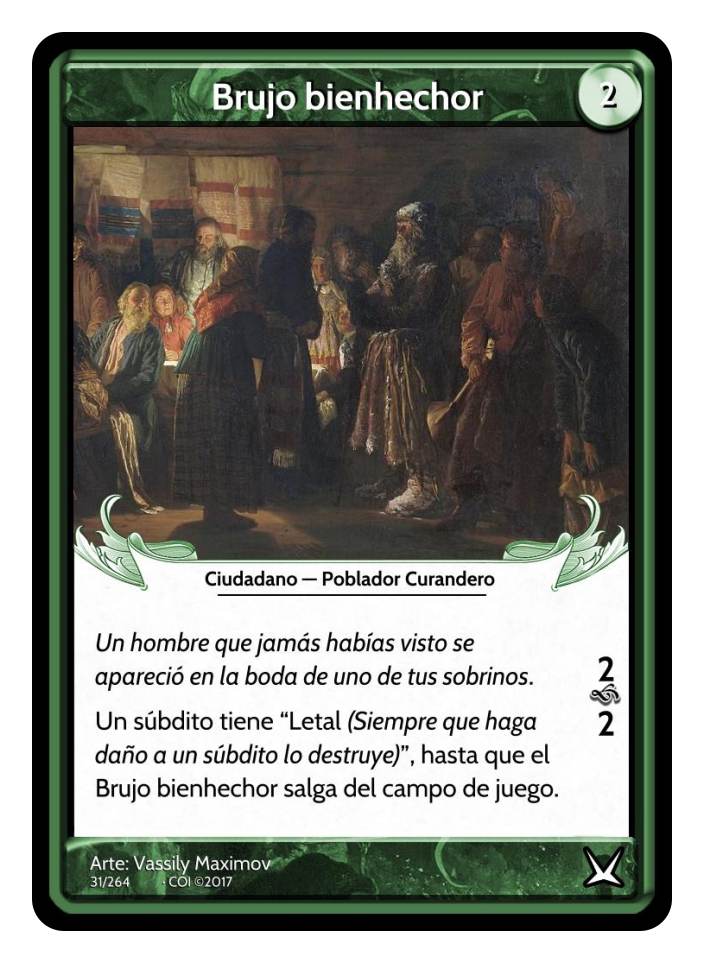 Brujo bienhechor
2
Ciudadano — Poblador Curandero
Un hombre que jamás habías visto se
apareció en la boda de uno de tus sobrinos.
Un súbdito tiene “Letal (Siempre que haga
daño a un súbdito lo destruye)”, hasta que el
Brujo bienhechor salga del campo de juego.
2
2
Arte: Vassily Maximov
31/264 · COI ©2017